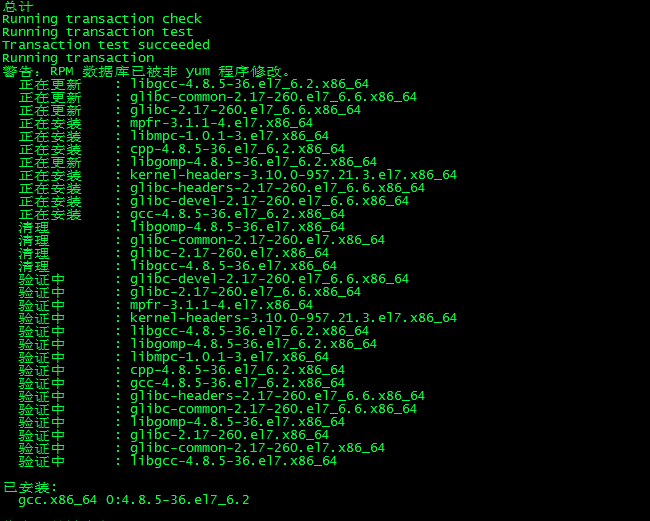 总计
Running transaction check
Running transaction test
Transaction test succeeded
Running transaction
警告：RPM 数据库已被非 yum 程序修改。
  正在更新    : libgcc-4.8.5-36.el7_6.2.x86_64
  正在更新    : glibc-common-2.17-260.el7_6.6.x86_64
  正在更新    : glibc-2.17-260.el7_6.6.x86_64
  正在安装    : mpfr-3.1.1-4.el7.x86_64
  正在安装    : libmpc-1.0.1-3.el7.x86_64
  正在安装    : cpp-4.8.5-36.el7_6.2.x86_64
  正在更新    : libgomp-4.8.5-36.el7_6.2.x86_64
  正在安装    : kernel-headers-3.10.0-957.21.3.el7.x86_64
  正在安装    : glibc-headers-2.17-260.el7_6.6.x86_64
  正在安装    : glibc-devel-2.17-260.el7_6.6.x86_64
  正在安装    : gcc-4.8.5-36.el7_6.2.x86_64
  清理        : libgomp-4.8.5-36.el7.x86_64
  清理        : glibc-common-2.17-260.el7.x86_64
  清理        : glibc-2.17-260.el7.x86_64
  清理        : libgcc-4.8.5-36.el7.x86_64
  验证中      : glibc-devel-2.17-260.el7_6.6.x86_64
  验证中      : glibc-2.17-260.el7_6.6.x86_64
  验证中      : mpfr-3.1.1-4.el7.x86_64
  验证中      : kernel-headers-3.10.0-957.21.3.el7.x86_64
  验证中      : libgcc-4.8.5-36.el7_6.2.x86_64
  验证中      : libgomp-4.8.5-36.el7_6.2.x86_64
  验证中      : libmpc-1.0.1-3.el7.x86_64
  验证中      : cpp-4.8.5-36.el7_6.2.x86_64
  验证中      : gcc-4.8.5-36.el7_6.2.x86_64
  验证中      : glibc-headers-2.17-260.el7_6.6.x86_64
  验证中      : glibc-common-2.17-260.el7_6.6.x86_64
  验证中      : libgomp-4.8.5-36.el7.x86_64
  验证中      : glibc-2.17-260.el7.x86_64
  验证中      : glibc-common-2.17-260.el7.x86_64
  验证中      : libgcc-4.8.5-36.el7.x86_64
已安装:
  gcc.x86_64 0:4.8.5-36.el7_6.2